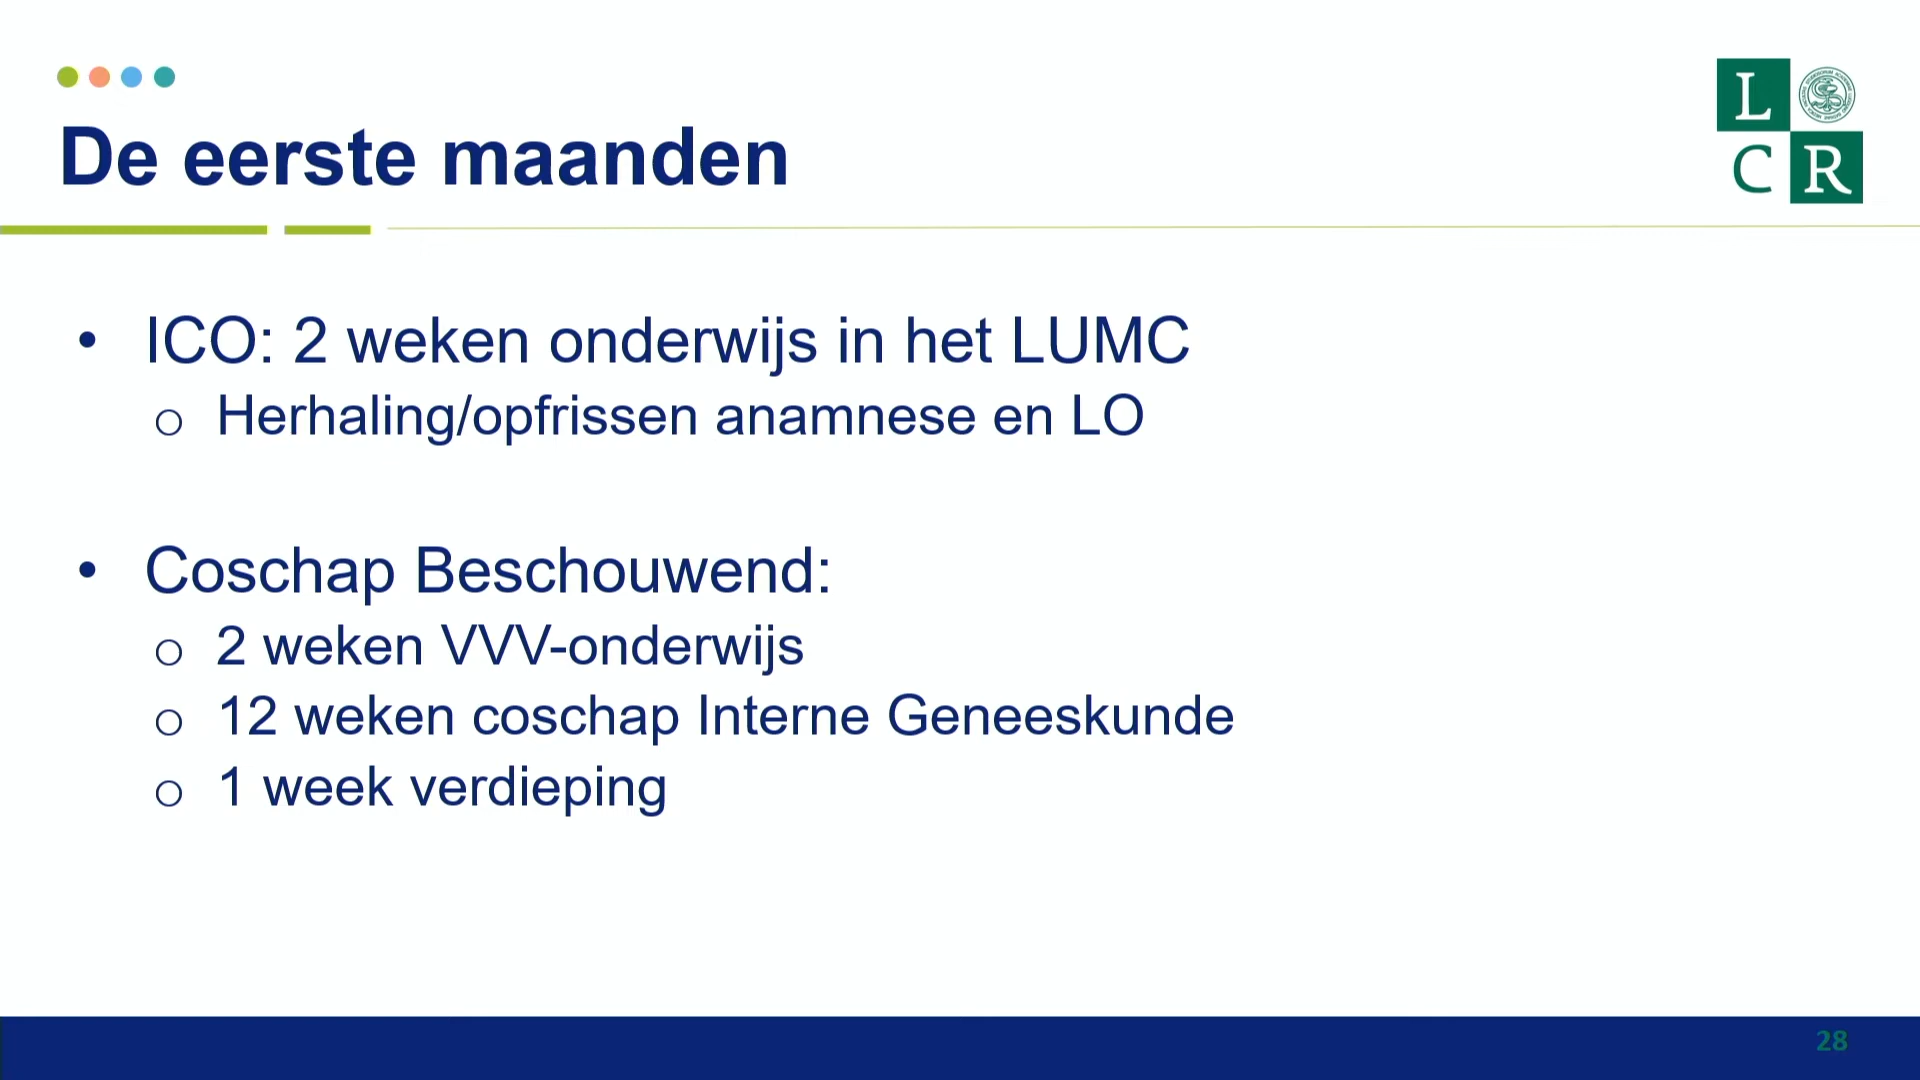 De eerste maanden
L
C R
• ICO: 2 weken onderwijs in het LUMC
o Herhaling/opfrissen anamnese en LO
• Coschap Beschouwend:
o 2 weken VVV-onderwijs
o 12 weken coschap Interne Geneeskunde
o 1 week verdieping
28